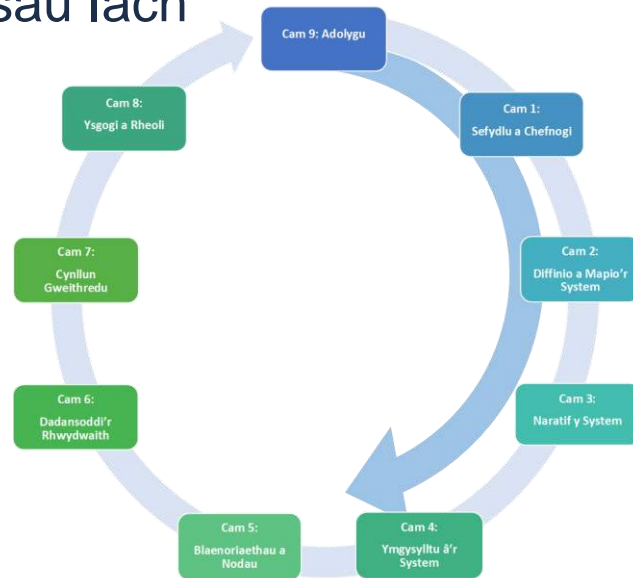 sau Iach
Cam 9: Adolygu
Cam 1:
Sefydlu a Chefnogi
Cam 2:
Diffinio a Mapio’r
System
Cam 3:
Naratif y System
Cam 4:
Ymgysylltu â’r
System
Cam 5:
Blaenoriaethau a
Nodau
Cam 6:
Dadansoddi’r
Rhwydwaith
Cam 7:
Cynllun
Gweithredu
Cam 8:
Ysgogi a Rheoli